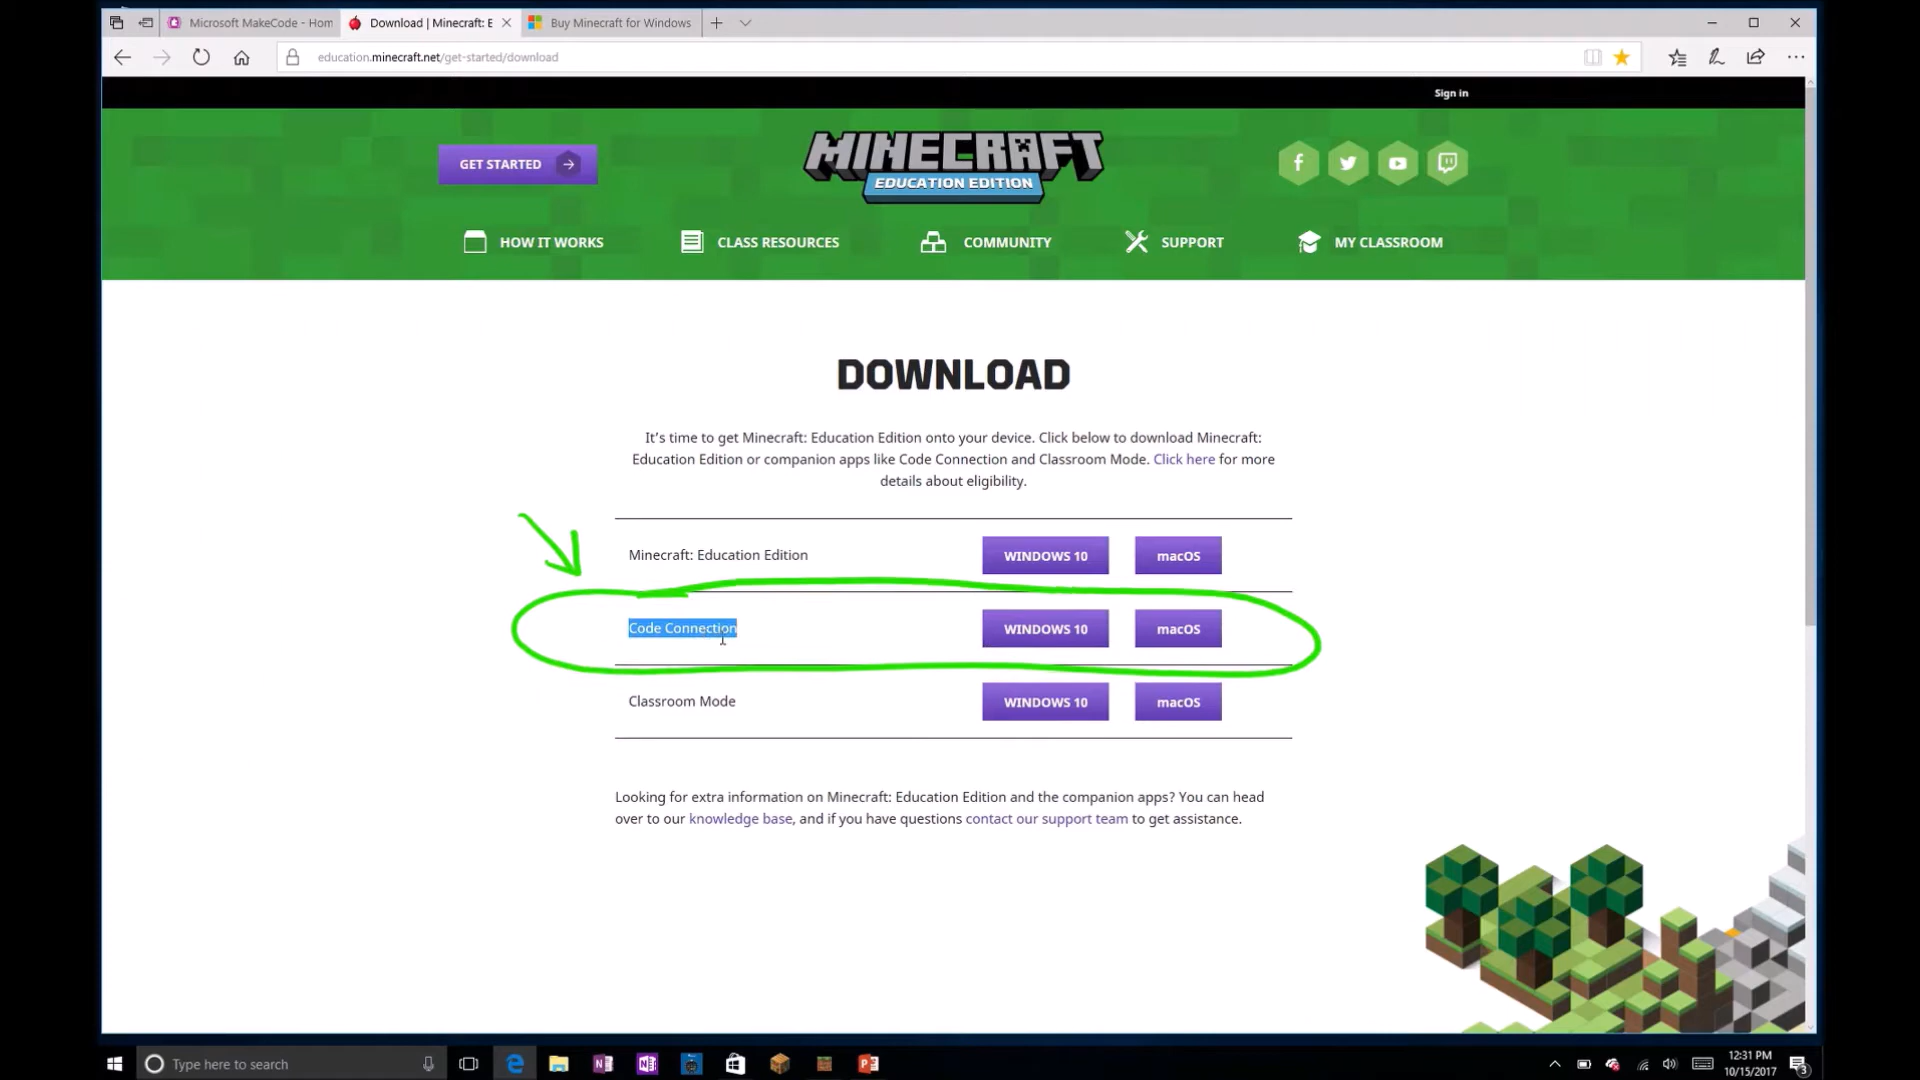 Microsoft MakeCode - Hom
Download | Minecraft: E
Buy Minecraft for Windows
education.minecraft.net/get-started/download
Sign in
GET STARTED
MINECRAFT
EDUCATION EDITION
HOW IT WORKS
CLASS RESOURCES
COMMUNITY
SUPPORT
MY CLASSROOM
DOWNLOAD
It's time to get Minecraft: Education Edition onto your device. Click below to download Minecraft:
Education Edition or companion apps like Code Connection and Classroom Mode. Click here for more
details about eligibility.
Minecraft: Education Edition WINDOWS 10 macOS
Code Connection WINDOWS 10 macOS
Classroom Mode WINDOWS 10 macOS
Looking for extra information on Minecraft: Education Edition and the companion apps? You can head
over to our knowledge base, and if you have questions contact our support team to get assistance.
Type here to search
12:31 PM
10/15/2017
3